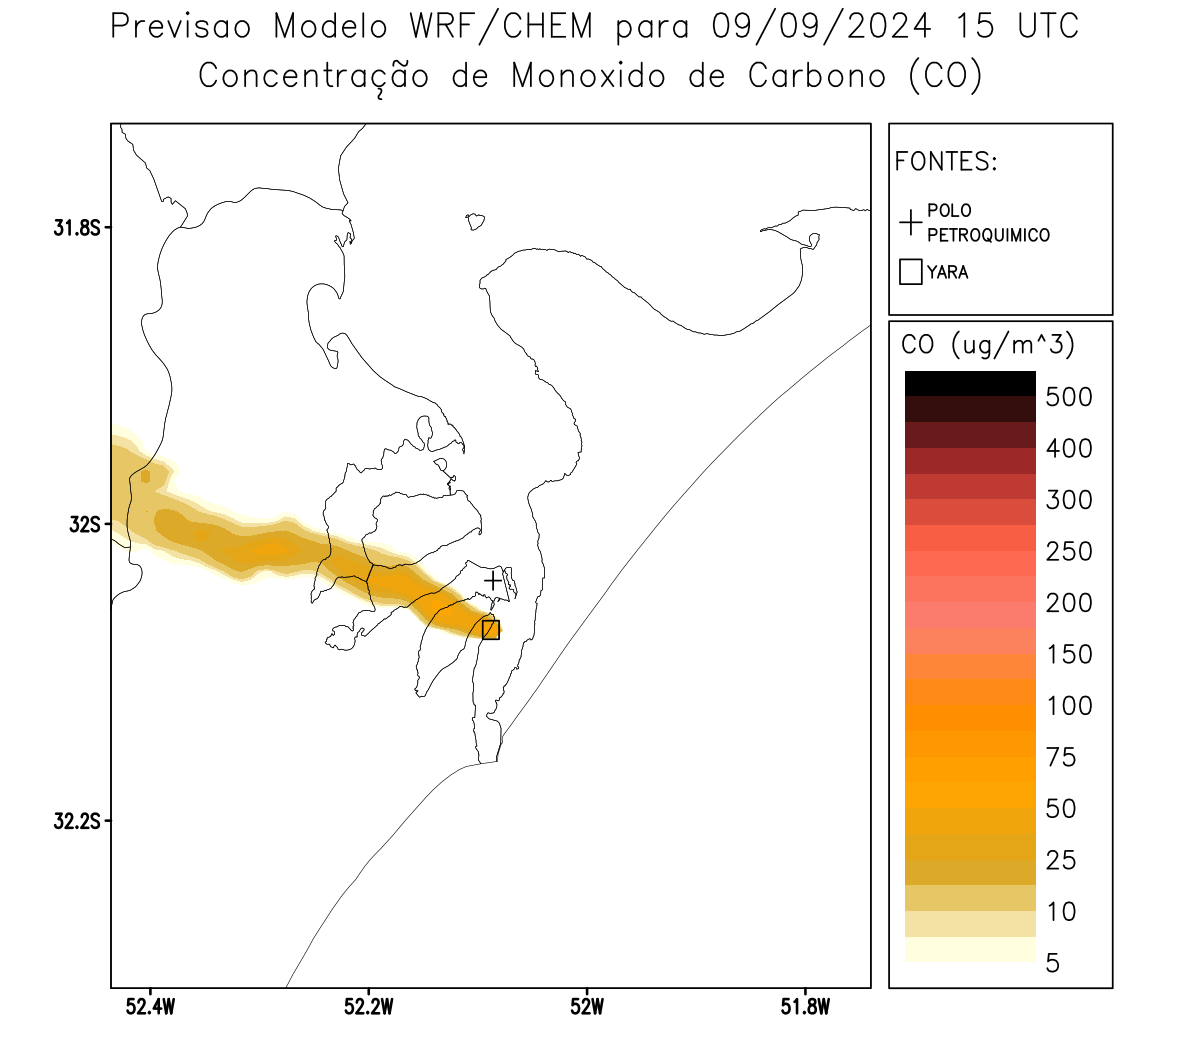 Previsao Modelo WRF/CHEM para 09/09/2024 15 UTC
Concentração de Monoxido de Carbono (CO)
FONTES:
POLO
PETROQUIMICO
YARA
CO (ug/m^3)
500
400
300
250
200
150
100
75
50
25
10
5
31.8S
32S
32.2S
52.4W
52.2W
52W
51.8W